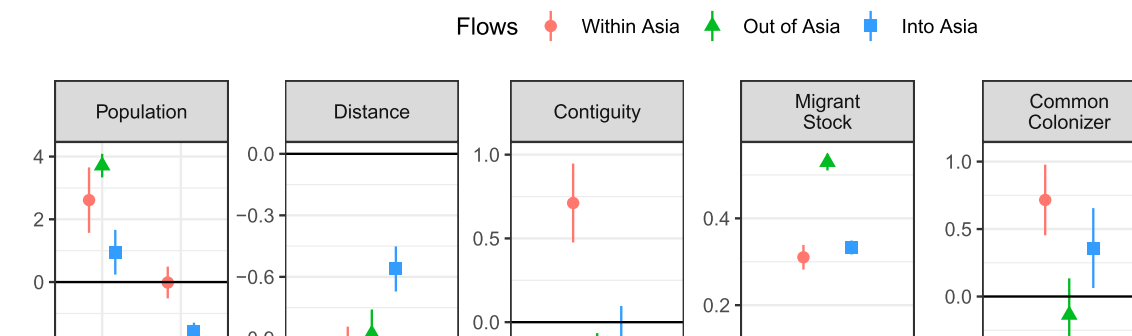 Flows Within Asia Out of Asia Into Asia
Population
Distance
Contiguity
Migrant
Stock
Common
Colonizer
4
2
0
0.0
−0.3
−0.6
1.0
0.5
0.0
0.4
0.2
1.0
0.5
0.0